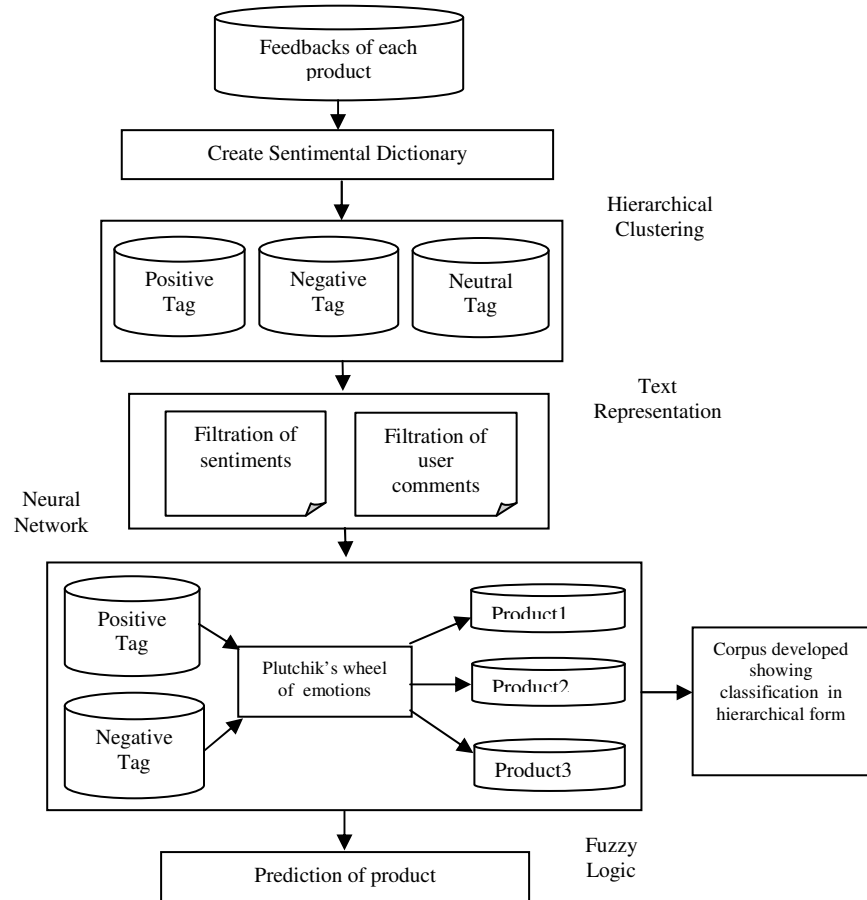 Feedbacks of each
product
Create Sentimental Dictionary
Hierarchical
Clustering
Positive
Tag
Negative
Tag
Neutral
Tag
Text
Representation
Filtration of
sentiments
Filtration of
user
comments
Neural
Network
Positive
Tag
Negative
Tag
Plutchik's wheel
of emotions
Product1
Product2
Product3
Corpus developed
showing
classification in
hierarchical form
Fuzzy
Logic
Prediction of product